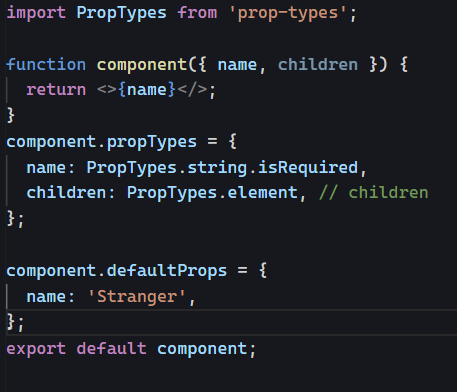 import PropTypes from 'prop-types';
function component({ name, children }) {
  return <>{name}</>;
}
component.propTypes = {
  name: PropTypes.string.isRequired,
  children: PropTypes.element, // children
};
component.defaultProps = {
  name: 'Stranger',
};
export default component;